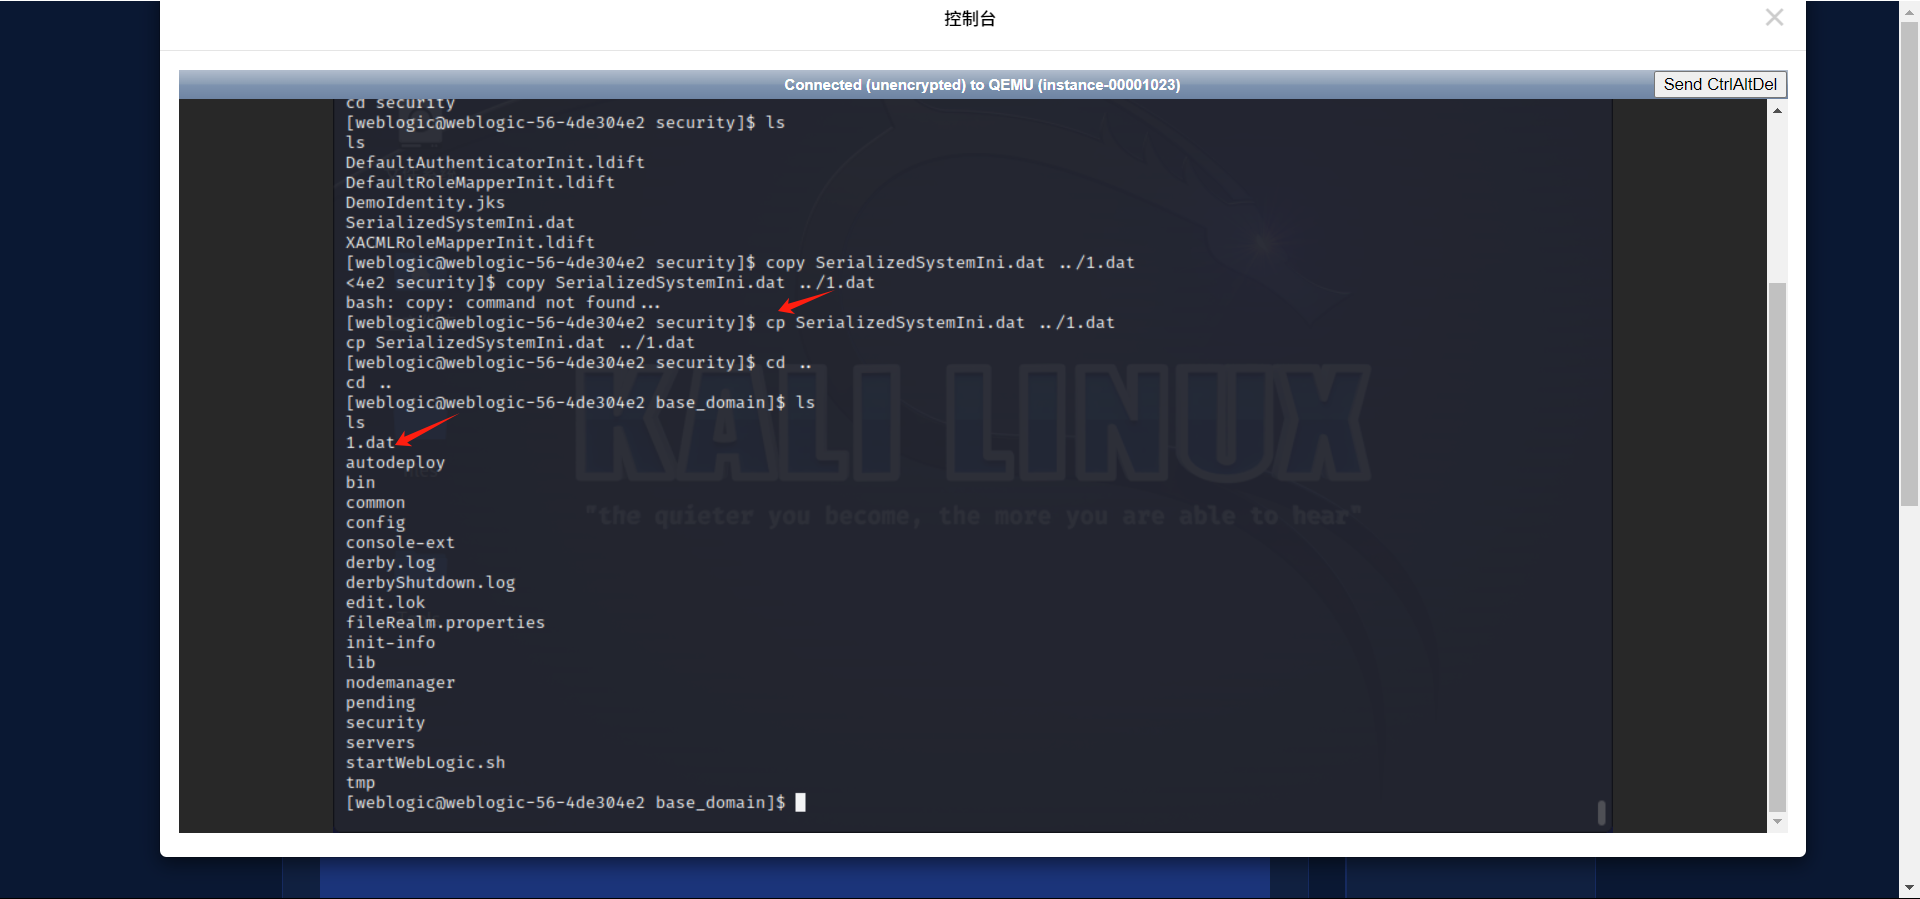 控制台
Connected (unencrypted) to QEMU (instance-00001023)
Send CtrlAltDel
cd security
[weblogic@weblogic-56-4de304e2 security]$ ls
ls
DefaultAuthenticatorInit.ldift
DefaultRoleMapperInit.ldift
DemoIdentity.jks
SerializedSystemIni.dat
XACMLRoleMapperInit.ldift
[weblogic@weblogic-56-4de304e2 security]$ copy SerializedSystemIni.dat ../1.dat
<4e2 security]$ copy SerializedSystemIni.dat ../1.dat
bash: copy: command not found...
[weblogic@weblogic-56-4de304e2 security]$ cp SerializedSystemIni.dat ../1.dat
cp SerializedSystemIni.dat ../1.dat
[weblogic@weblogic-56-4de304e2 security]$ cd ..
cd ..
[weblogic@weblogic-56-4de304e2 base_domain]$ ls
ls
1.dat
autodeploy
bin
common
config
console-ext
derby.log
derbyShutdown.log
edit.lok
fileRealm.properties
init-info
lib
nodemanager
pending
security
servers
startWebLogic.sh
tmp
[weblogic@weblogic-56-4de304e2 base_domain]$
KALI LINUX
"the quieter you become, the more you are able to hear"